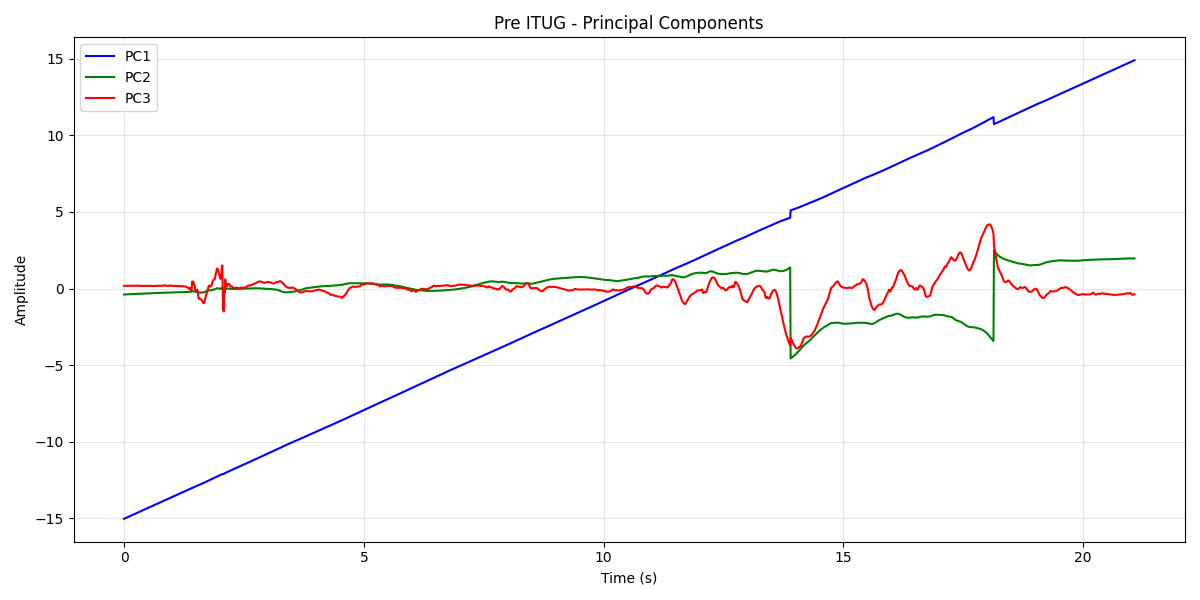 Pre ITUG - Principal Components
PC1
PC2
PC3
Amplitude
15
10
5
0
−5
−10
−15
0 5 10 15 20
Time (s)